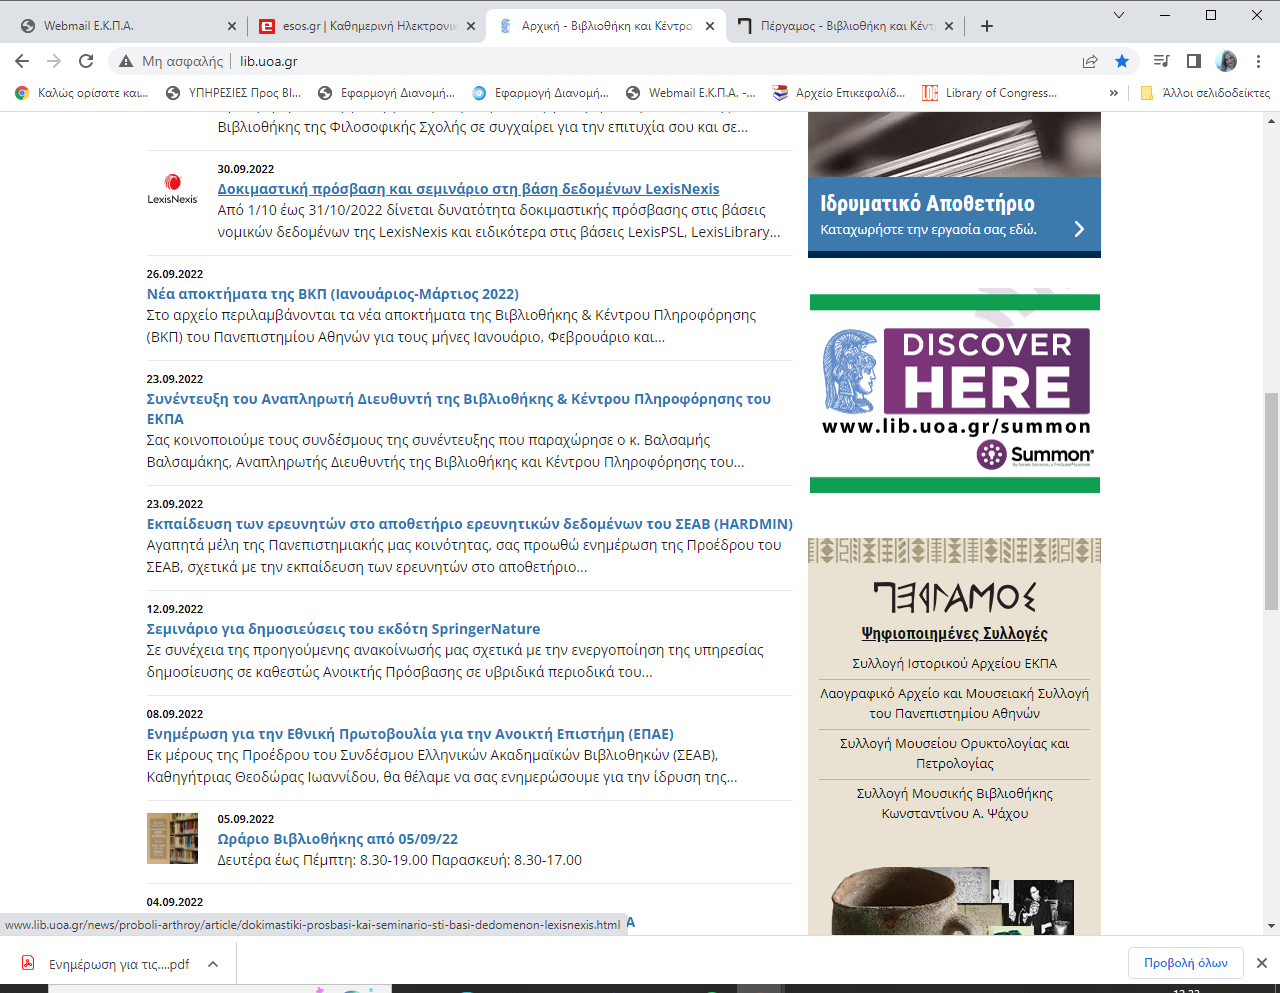 Webmail Ε.Κ.Π.Α.
esos.gr | Καθημερινή Ηλεκτρονικ
Αρχική - Βιβλιοθήκη και Κέντρο
Πέργαμος - Βιβλιοθήκη και Κέντ
Μη ασφαλής
lib.uoa.gr
Καλώς ορίσατε και...
ΥΠΗΡΕΣΙΕΣ Προς ΒΙ...
Εφαρμογή Διανομή...
Εφαρμογή Διανομή...
Webmail Ε.Κ.Π.Α. -...
Αρχείο Επικεφαλίδ...
Library of Congress...
»
Άλλοι σελιδοδείκτες
Βιβλιοθήκης της Φιλοσοφικής Σχολής σε συγχαίρει για την επιτυχία σου και σε...
LexisNexis
30.09.2022
Δοκιμαστική πρόσβαση και σεμινάριο στη βάση δεδομένων LexisNexis
Από 1/10 έως 31/10/2022 δίνεται δυνατότητα δοκιμαστικής πρόσβασης στις βάσεις
νομικών δεδομένων της LexisNexis και ειδικότερα στις βάσεις LexisPSL, LexisLibrary...
26.09.2022
Νέα αποκτήματα της ΒΚΠ (Ιανουάριος-Μάρτιος 2022)
Στο αρχείο περιλαμβάνονται τα νέα αποκτήματα της Βιβλιοθήκης & Κέντρου Πληροφόρησης
(ΒΚΠ) του Πανεπιστημίου Αθηνών για τους μήνες Ιανουάριο, Φεβρουάριο και...
23.09.2022
Συνέντευξη του Αναπληρωτή Διευθυντή της Βιβλιοθήκης & Κέντρου Πληροφόρησης του
ΕΚΠΑ
Σας κοινοποιούμε τους συνδέσμους της συνέντευξης που παραχώρησε ο κ. Βαλσαμής
Βαλσαμάκης, Αναπληρωτής Διευθυντής της Βιβλιοθήκης και Κέντρου Πληροφόρησης του...
23.09.2022
Εκπαίδευση των ερευνητών στο αποθετήριο ερευνητικών δεδομένων του ΣΕΑΒ (HARDMIN)
Αγαπητά μέλη της Πανεπιστημιακής μας κοινότητας, σας προωθώ ενημέρωση της Προέδρου του
ΣΕΑΒ, σχετικά με την εκπαίδευση των ερευνητών στο αποθετήριο...
12.09.2022
Σεμινάριο για δημοσιεύσεις του εκδότη SpringerNature
Σε συνέχεια της προηγούμενης ανακοίνωσής μας σχετικά με την ενεργοποίηση της υπηρεσίας
δημοσίευσης σε καθεστώς Ανοικτής Πρόσβασης σε υβριδικά περιοδικά του...
08.09.2022
Ενημέρωση για την Εθνική Πρωτοβουλία για την Ανοικτή Επιστήμη (ΕΠΑΕ)
Εκ μέρους της Προέδρου του Συνδέσμου Ελληνικών Ακαδημαϊκών Βιβλιοθηκών (ΣΕΑΒ),
Καθηγήτριας Θεοδώρας Ιωαννίδου, θα θέλαμε να σας ενημερώσουμε για την ίδρυση της...
05.09.2022
Ωράριο Βιβλιοθήκης από 05/09/22
Δευτέρα έως Πέμπτη: 8.30-19.00 Παρασκευή: 8.30-17.00
04.09.2022
Α
www.lib.uoa.gr/news/proboli-arthroy/article/dokimastiki-prosbasi-kai-seminario-sti-basi-dedomenon-lexisnexis.html
Ιδρυματικό Αποθετήριο
Καταχωρήστε την εργασία σας εδώ.
DISCOVER
HERE
www.lib.uoa.gr/summon
Summon
ΠΕΡΓΑΜΟΣ
Ψηφιοποιημένες Συλλογές
Συλλογή Ιστορικού Αρχείου ΕΚΠΑ
Λαογραφικό Αρχείο και Μουσειακή Συλλογή
του Πανεπιστημίου Αθηνών
Συλλογή Μουσείου Ορυκτολογίας και
Πετρολογίας
Συλλογή Μουσικής Βιβλιοθήκης
Κωνσταντίνου Α. Ψάχου
Ενημέρωση για τις....pdf
Προβολή όλων